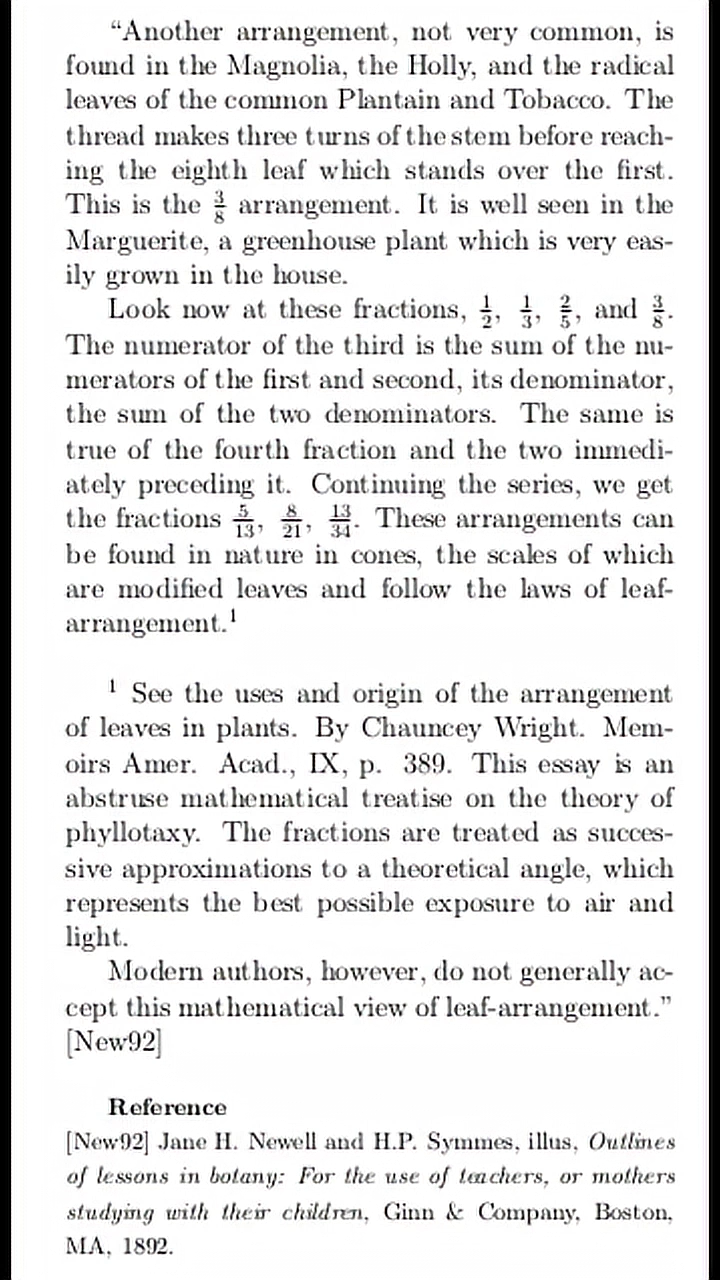 “Another arrangement, not very common, is
found in the Magnolia, the Holly, and the radical
leaves of the common Plantain and Tobacco. The
thread makes three turns of the stem before reach-
ing the eighth leaf which stands over the first.
This is the 3/8 arrangement. It is well seen in the
Marguerite, a greenhouse plant which is very eas-
ily grown in the house.
Look now at these fractions, 1/2, 1/3, 2/5, and 3/8.
The numerator of the third is the sum of the nu-
merators of the first and second, its denominator,
the sum of the two denominators. The same is
true of the fourth fraction and the two immedi-
ately preceding it. Continuing the series, we get
the fractions 5/13, 8/21, 13/34. These arrangements can
be found in nature in cones, the scales of which
are modified leaves and follow the laws of leaf-
arrangement.¹
¹ See the uses and origin of the arrangement
of leaves in plants. By Chauncey Wright. Mem-
oirs Amer. Acad., IX, p. 389. This essay is an
abstruse mathematical treatise on the theory of
phyllotaxy. The fractions are treated as succes-
sive approximations to a theoretical angle, which
represents the best possible exposure to air and
light.
Modern authors, however, do not generally ac-
cept this mathematical view of leaf-arrangement.”
[New92]
Reference
[New92] Jane H. Newell and H.P. Symmes, illus, Outlines
of lessons in botany: For the use of teachers, or mothers
studying with their children, Ginn & Company, Boston,
MA, 1892.